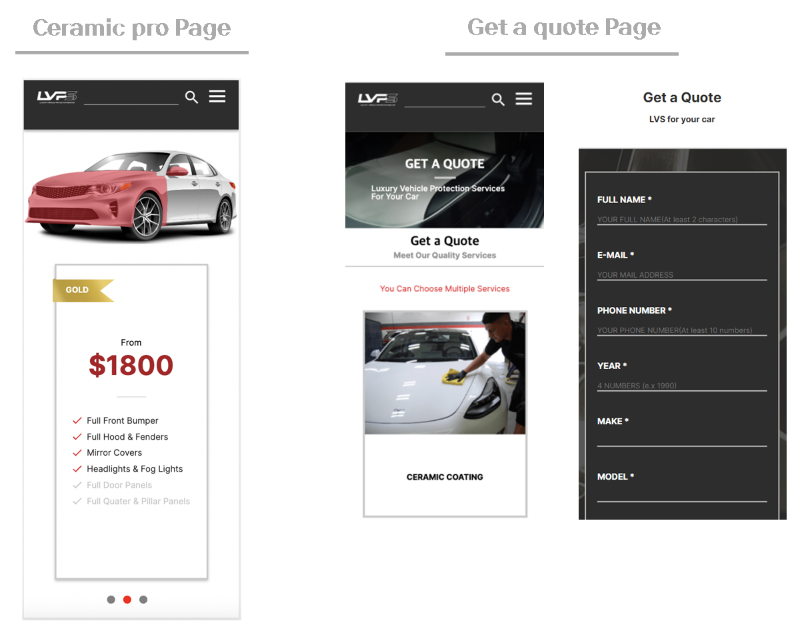 Ceramic pro Page
Get a quote Page
LVFS
GOLD
From
$1800
Full Front Bumper
Full Hood & Fenders
Mirror Covers
Headlights & Fog Lights
Full Door Panels
Full Quater & Pillar Panels
LVFS
GET A QUOTE
Luxury Vehicle Protection Services
For Your Car
Get a Quote
Meet Our Quality Services
You Can Choose Multiple Services
CERAMIC COATING
Get a Quote
LVS for your car
FULL NAME *
YOUR FULL NAME(At least 2 characters)
E-MAIL *
YOUR MAIL ADDRESS
PHONE NUMBER *
YOUR PHONE NUMBER(At least 10 numbers)
YEAR *
4 NUMBERS (e.x 1990)
MAKE *
MODEL *